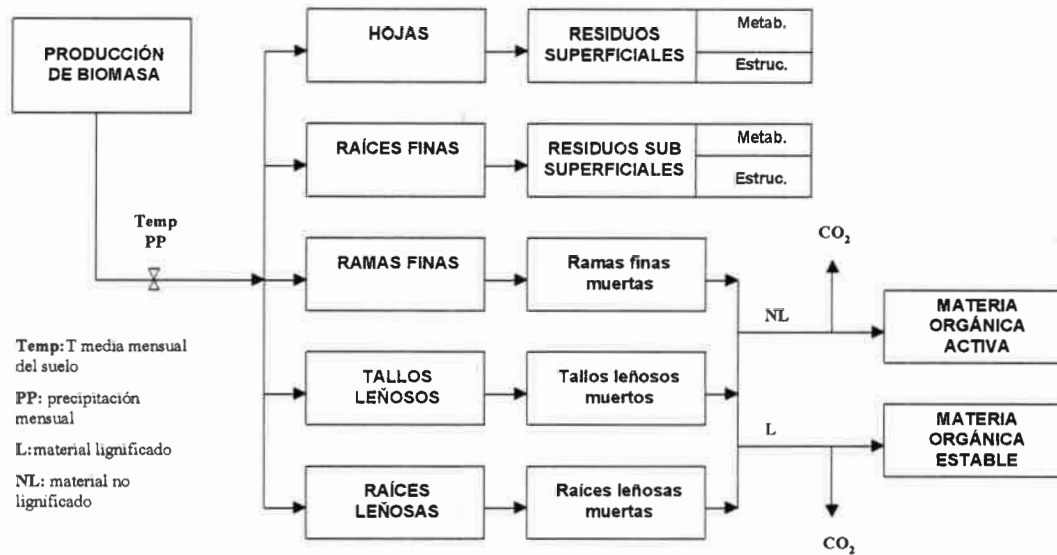 PRODUCCIÓN
DE BIOMASA
HOJAS
RESIDUOS
SUPERFICIALES
Metab.
Estruc.
RAÍCES FINAS
RESIDUOS SUB
SUPERFICIALES
Metab.
Estruc.
Temp
PP
RAMAS FINAS
Ramas finas
muertas
CO₂
NL
MATERIA
ORGÁNICA
ACTIVA
Temp: T media mensual
del suelo
PP: precipitación
mensual
L: material lignificado
NL: material no
lignificado
TALLOS
LEÑOSOS
Tallos leñosos
muertos
L
MATERIA
ORGÁNICA
ESTABLE
RAÍCES
LEÑOSAS
Raíces leñosas
muertas
CO₂